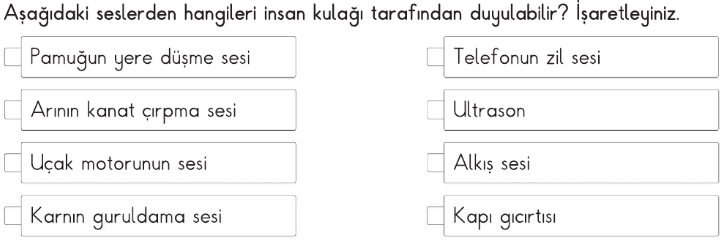 Aşağıdaki seslerden hangileri insan kulağı tarafından duyulabilir? İşaretleyiniz.
Pamuğun yere düşme sesi
Telefonun zil sesi
Arının kanat çırpma sesi
Ultrason
Uçak motorunun sesi
Alkış sesi
Karnın guruldama sesi
Kapı gıcırtısı